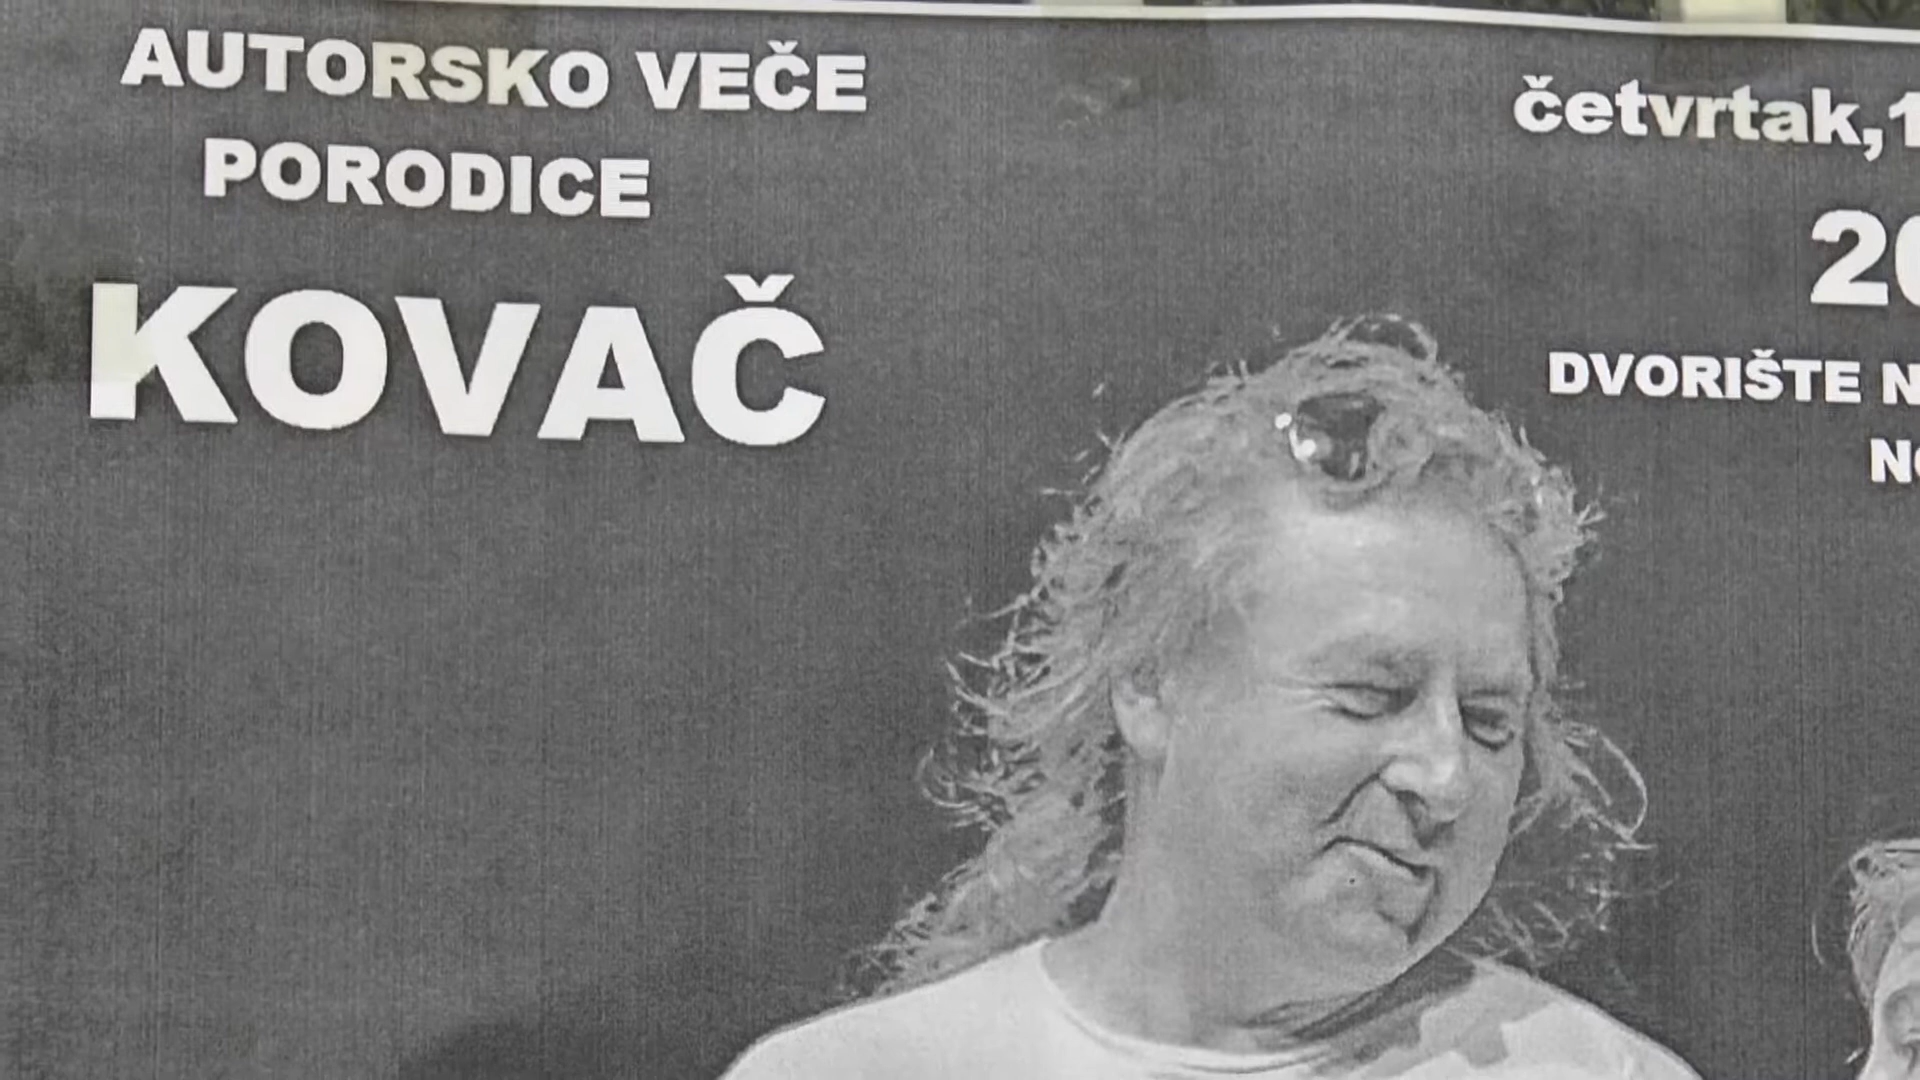 AUTORSKO VEČE
PORODICE
KOVAČ
četvrtak,
DVORIŠTE